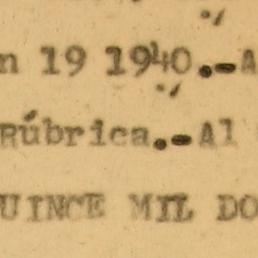 n 19 1940.-A
Rúbrica.-Al
UINCE MIL DO